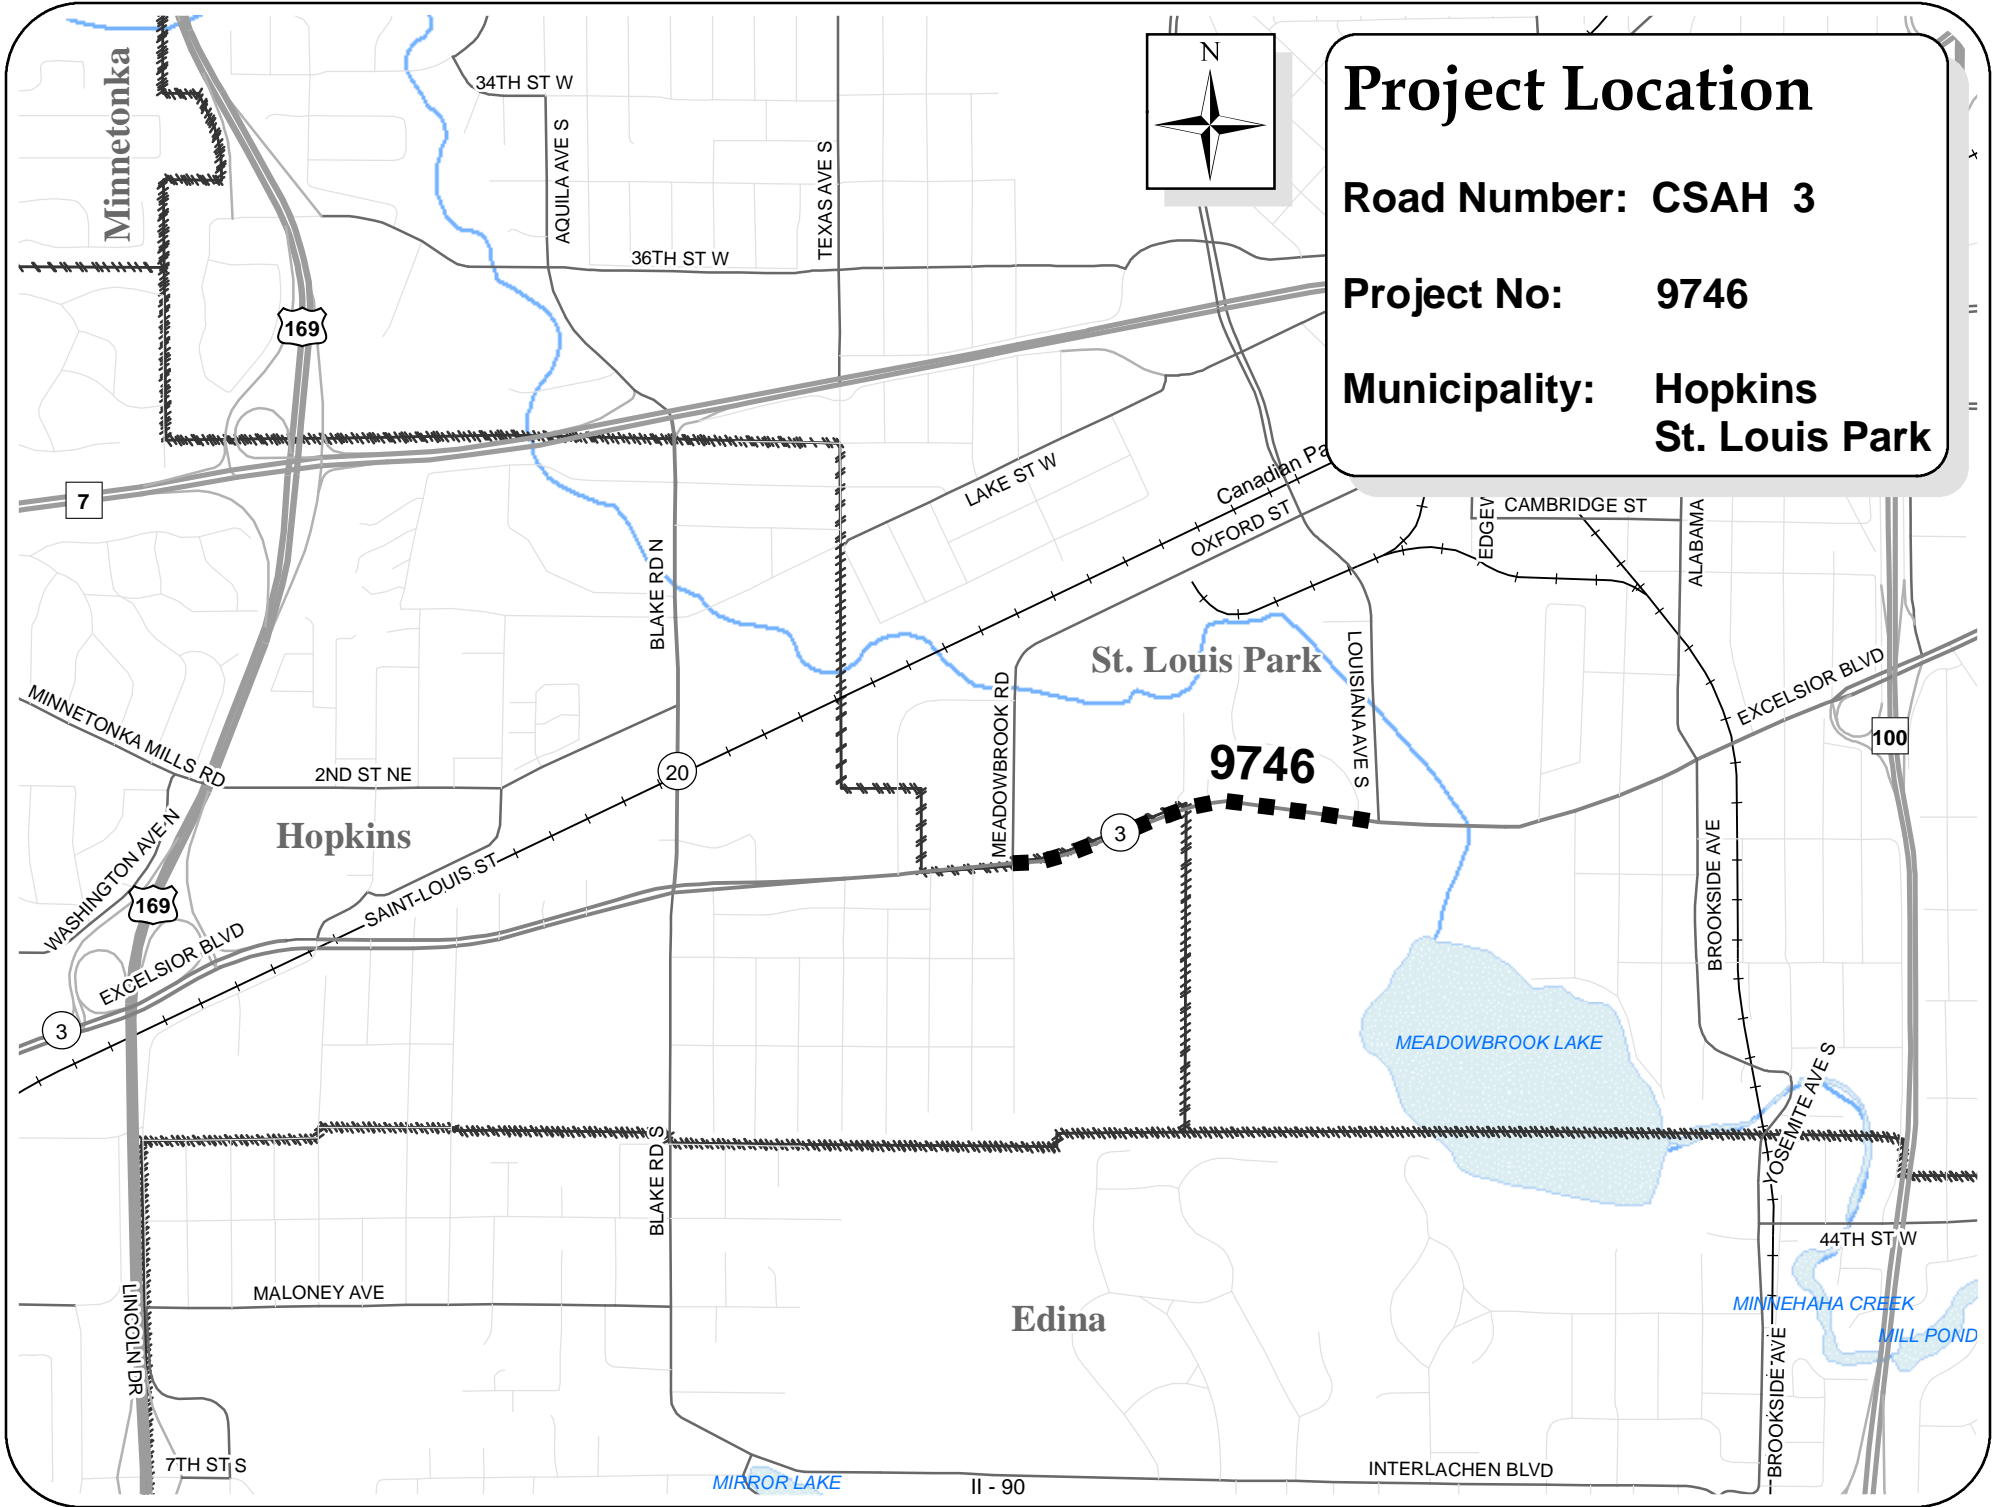 Project Location
Road Number: CSAH 3
Project No: 9746
Municipality: Hopkins
St. Louis Park
N
Minnetonka
34TH ST W
AQUILA AVE S
TEXAS AVE S
36TH ST W
169
7
LAKE ST W
Canadian Pa
OXFORD ST
EDGEW
CAMBRIDGE ST
ALABAMA
BLAKE RD N
St. Louis Park
LOUISIANA AVE S
MEADOWBROOK RD
EXCELSIOR BLVD
100
MINNETONKA MILLS RD
2ND ST NE
20
9746
3
Hopkins
WASHINGTON AVE N
169
SAINT-LOUIS ST
EXCELSIOR BLVD
3
BROOKSIDE AVE
MEADOWBROOK LAKE
YOSEMITE AVE S
BLAKE RD S
44TH ST W
MALONEY AVE
LINCOLN DR
Edina
MINNEHAHA CREEK
MILL POND
BROOKSIDE AVE
7TH ST S
MIRROR LAKE
II - 90
INTERLACHEN BLVD